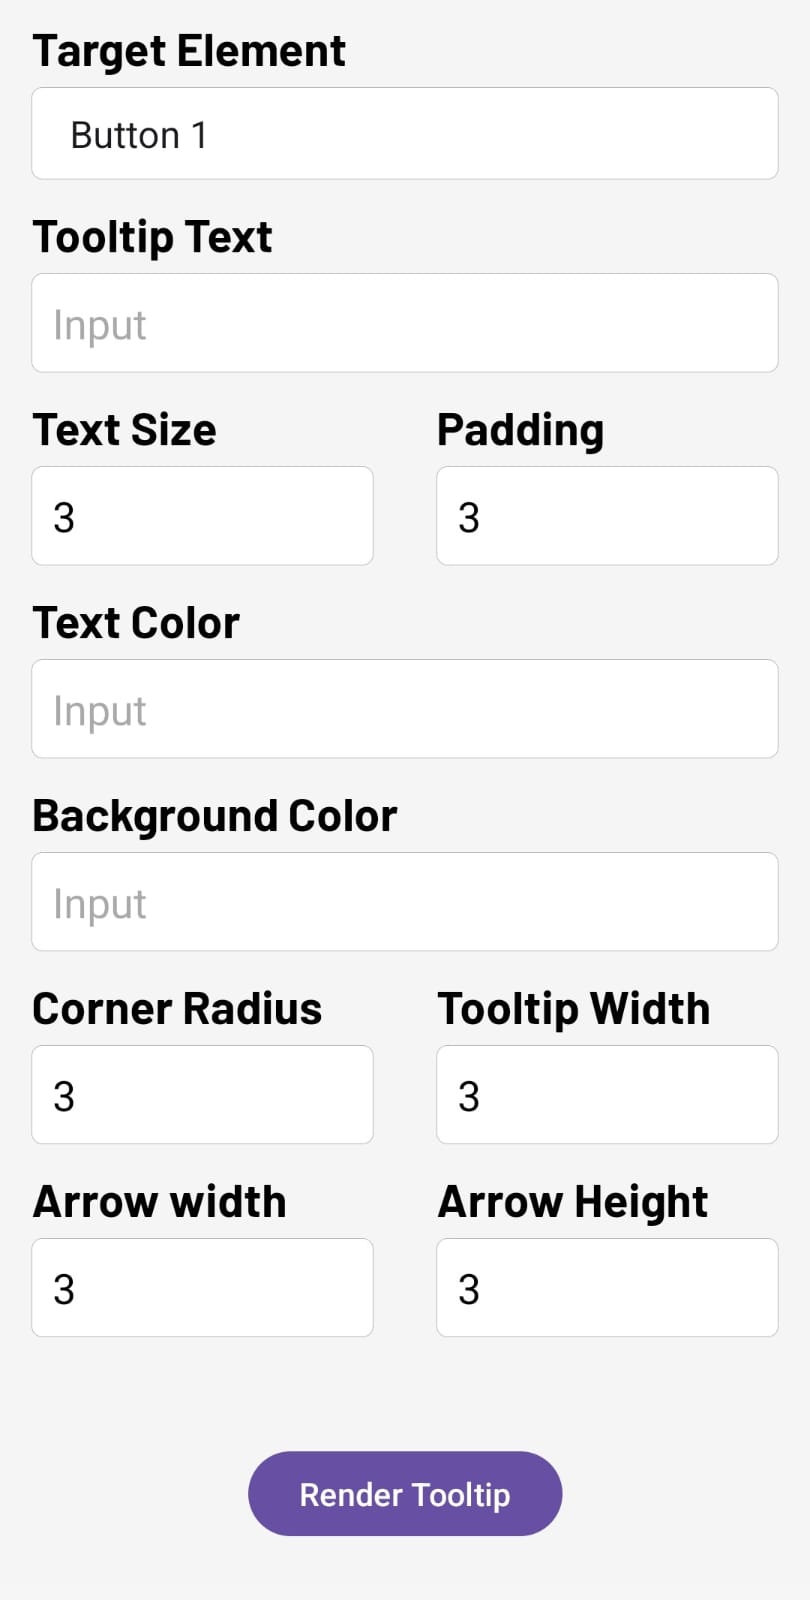 Target Element
Button 1
Tooltip Text
Input
Text Size
Padding
3
3
Text Color
Input
Background Color
Input
Corner Radius
Tooltip Width
3
3
Arrow width
Arrow Height
3
3
Render Tooltip